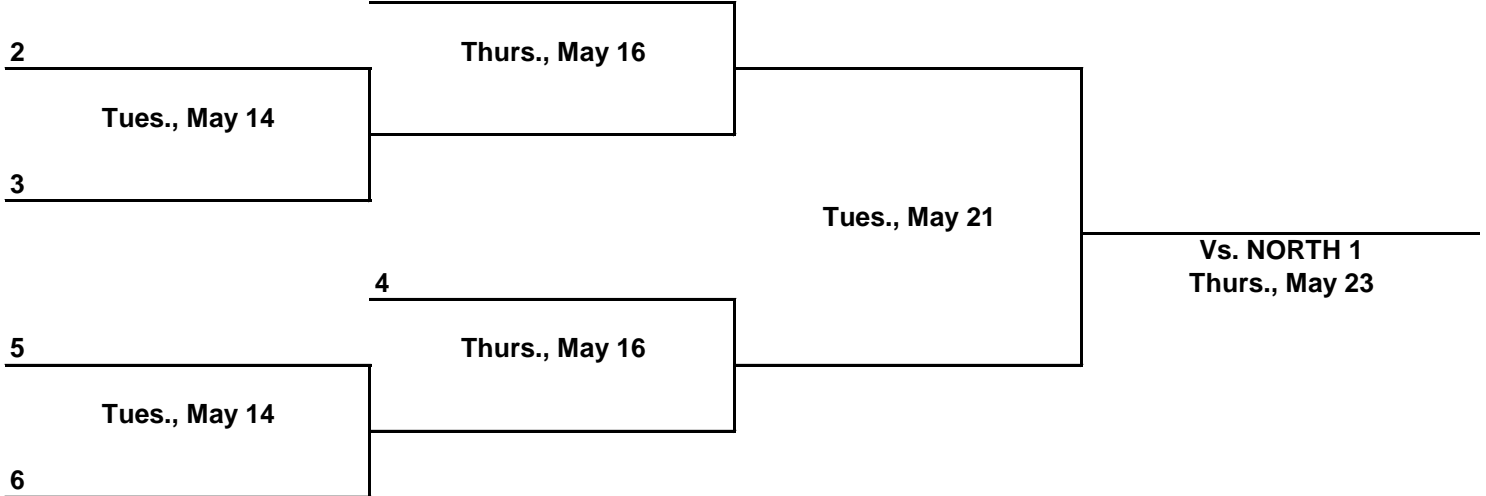 2
Thurs., May 16
Tues., May 14
3
Tues., May 21
Vs. NORTH 1
Thurs., May 23
4
5
Thurs., May 16
Tues., May 14
6